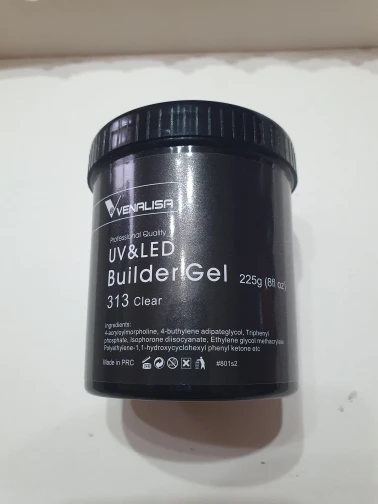 VENALISA
Professional Quality
UV&LED
Builder Gel 225g (8fl oz)
313 Clear
Ingredients:
4-acryloylmorpholine, 4-buthylene adipateglycol, Triphenyl
phosphate, Isophorone diisocyanate, Ethylene glycol methacrylate
Polyethylene-1,1-hydroxycyclohexyl phenyl ketone etc
Made in PRC #801s2